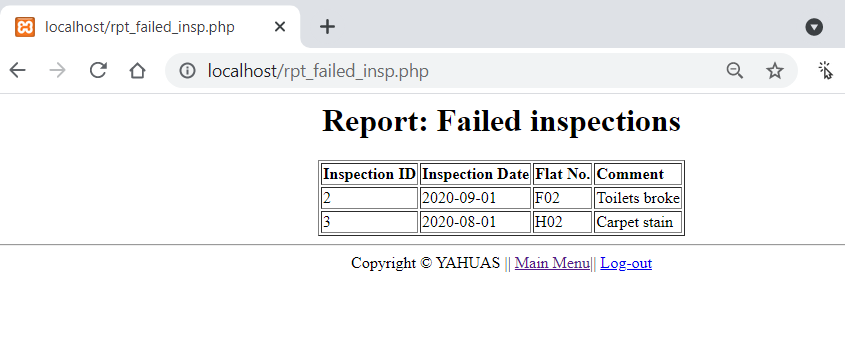 localhost/rpt_failed_insp.php
localhost/rpt_failed_insp.php
Report: Failed inspections
Inspection ID Inspection Date Flat No. Comment
2 2020-09-01 F02 Toilets broke
3 2020-08-01 H02 Carpet stain
Copyright © YAHUAS || Main Menu|| Log-out